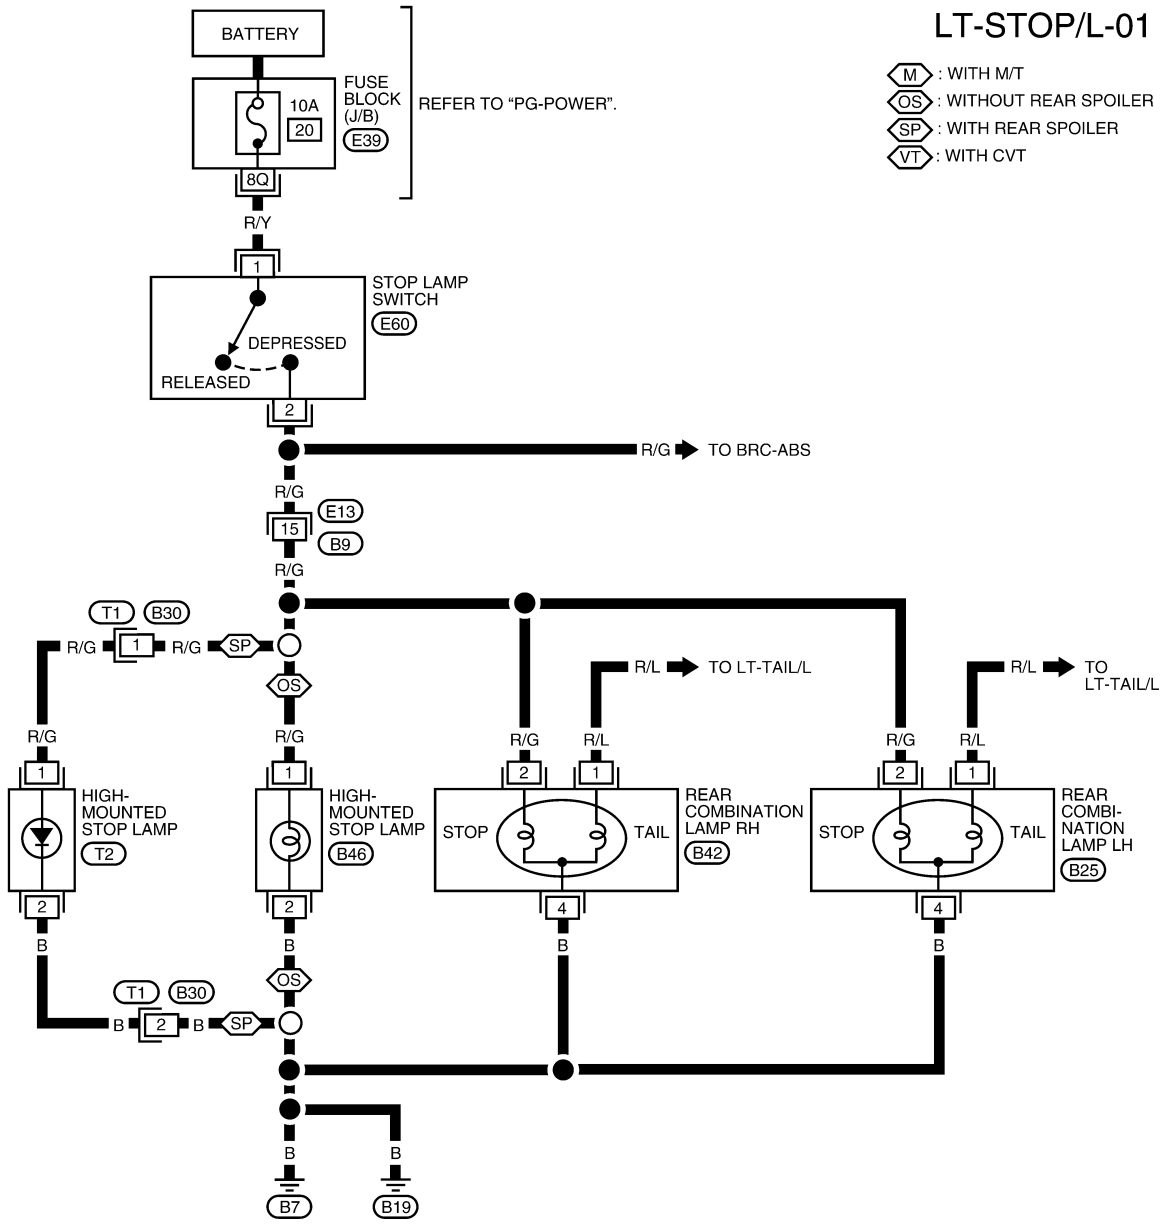 LT-STOP/L-01
M : WITH M/T
OS : WITHOUT REAR SPOILER
SP : WITH REAR SPOILER
VT : WITH CVT
BATTERY
10A
20
FUSE
BLOCK
(J/B)
E39
REFER TO “PG-POWER”.
8Q
R/Y
1
STOP LAMP
SWITCH
E60
DEPRESSED
RELEASED
2
R/G TO BRC-ABS
R/G
E13
15
B9
R/G
T1 B30
R/G 1 R/G SP
OS
R/L TO LT-TAIL/L
R/L TO
LT-TAIL/L
R/G R/G R/G R/L R/G R/L
1 1 2 1 2 1
HIGH-
MOUNTED
STOP LAMP
T2
HIGH-
MOUNTED
STOP LAMP
B46
STOP TAIL
REAR
COMBINATION
LAMP RH
B42
STOP TAIL
REAR
COMBI-
NATION
LAMP LH
B25
2 2 4 4
B B B B
OS
T1 B30
B 2 B SP
B B
B7 B19